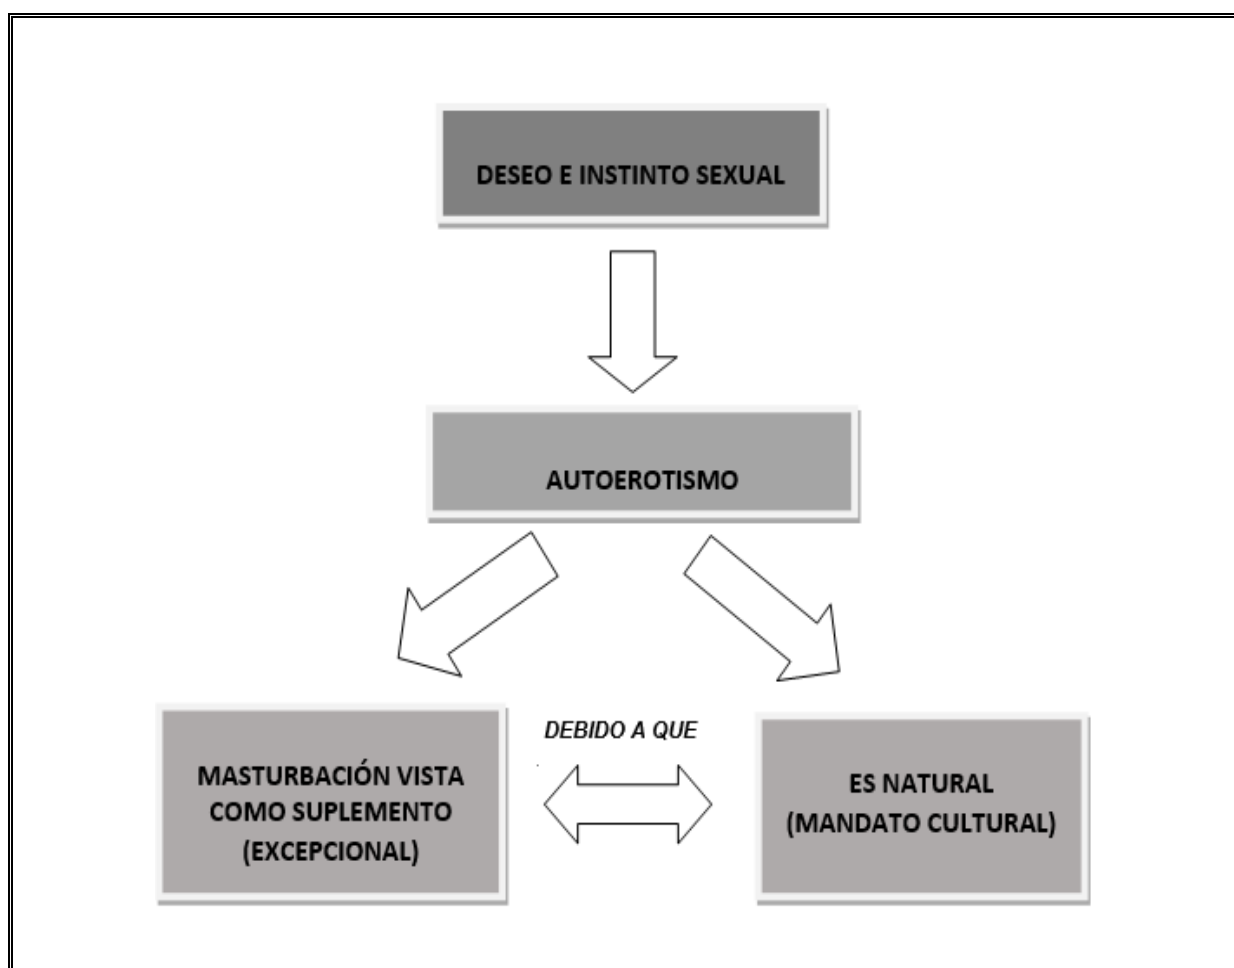 DESEO E INSTINTO SEXUAL
AUTOEROTISMO
DEBIDO A QUE
MASTURBACIÓN VISTA
COMO SUPLEMENTO
(EXCEPCIONAL)
ES NATURAL
(MANDATO CULTURAL)